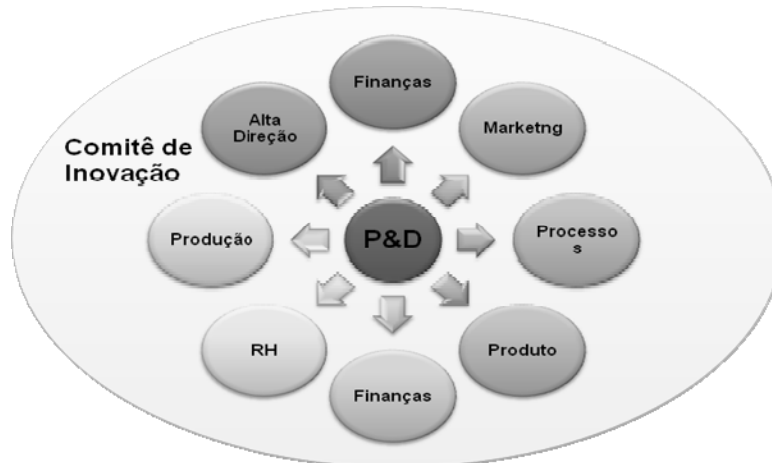 Finanças
Alta
Direção
Marketng
Comitê de
Inovação
Produção
P&D
Processo
s
RH
Produto
Finanças